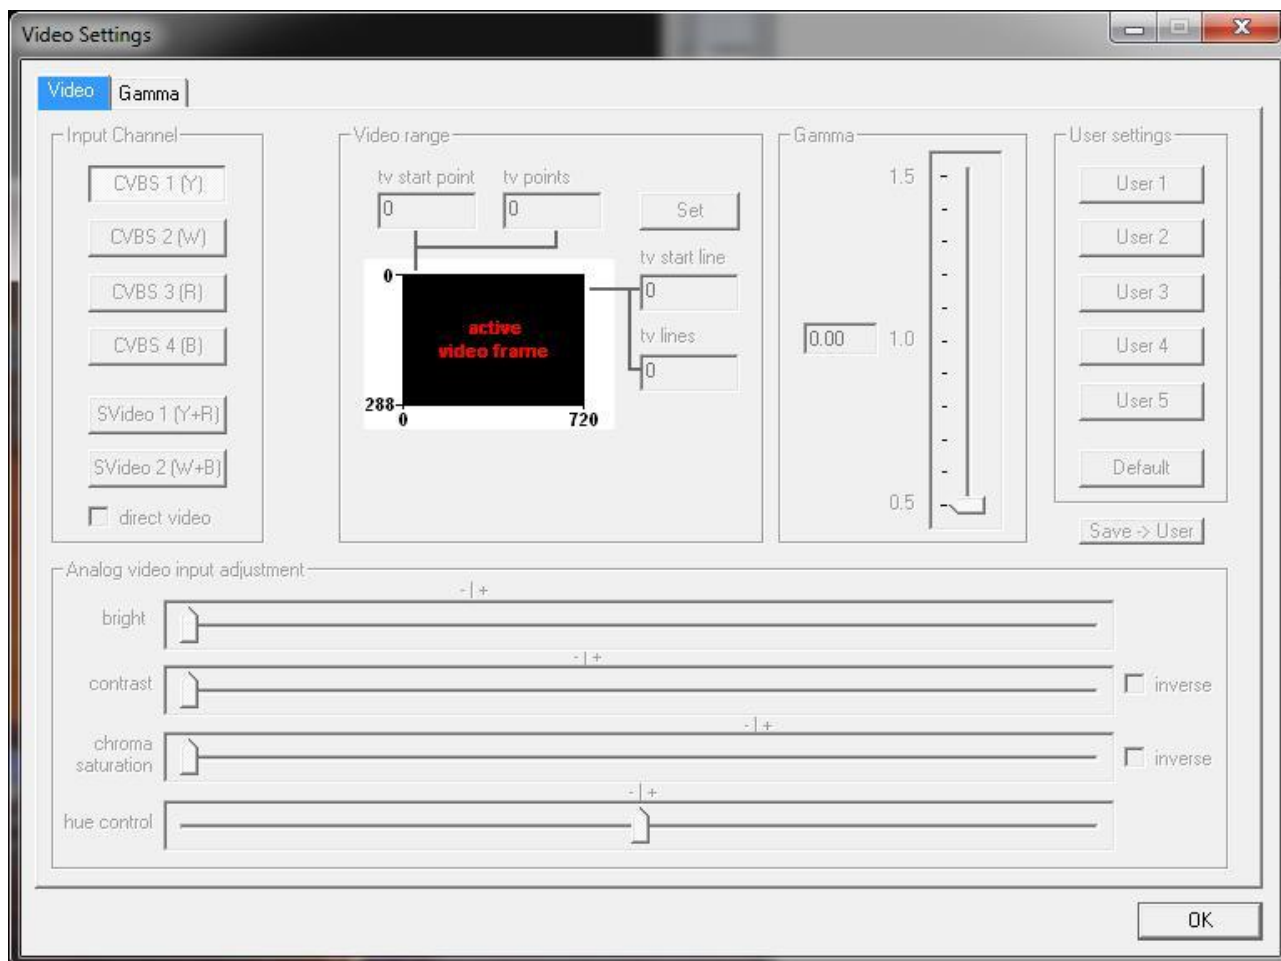 Video Settings
Video
Gamma
Input Channel
CVBS 1 (Y)
CVBS 2 (W)
CVBS 3 (R)
CVBS 4 (B)
SVideo 1 (Y+R)
SVideo 2 (W+B)
direct video
Video range
tv start point
tv points
0
0
Set
tv start line
0
tv lines
0
0
active
video frame
288
0
720
Gamma
1.5
0.00
1.0
0.5
User settings
User 1
User 2
User 3
User 4
User 5
Default
Save -> User
Analog video input adjustment
- | +
bright
- | +
contrast
inverse
- | +
chroma
saturation
inverse
- | +
hue control
OK